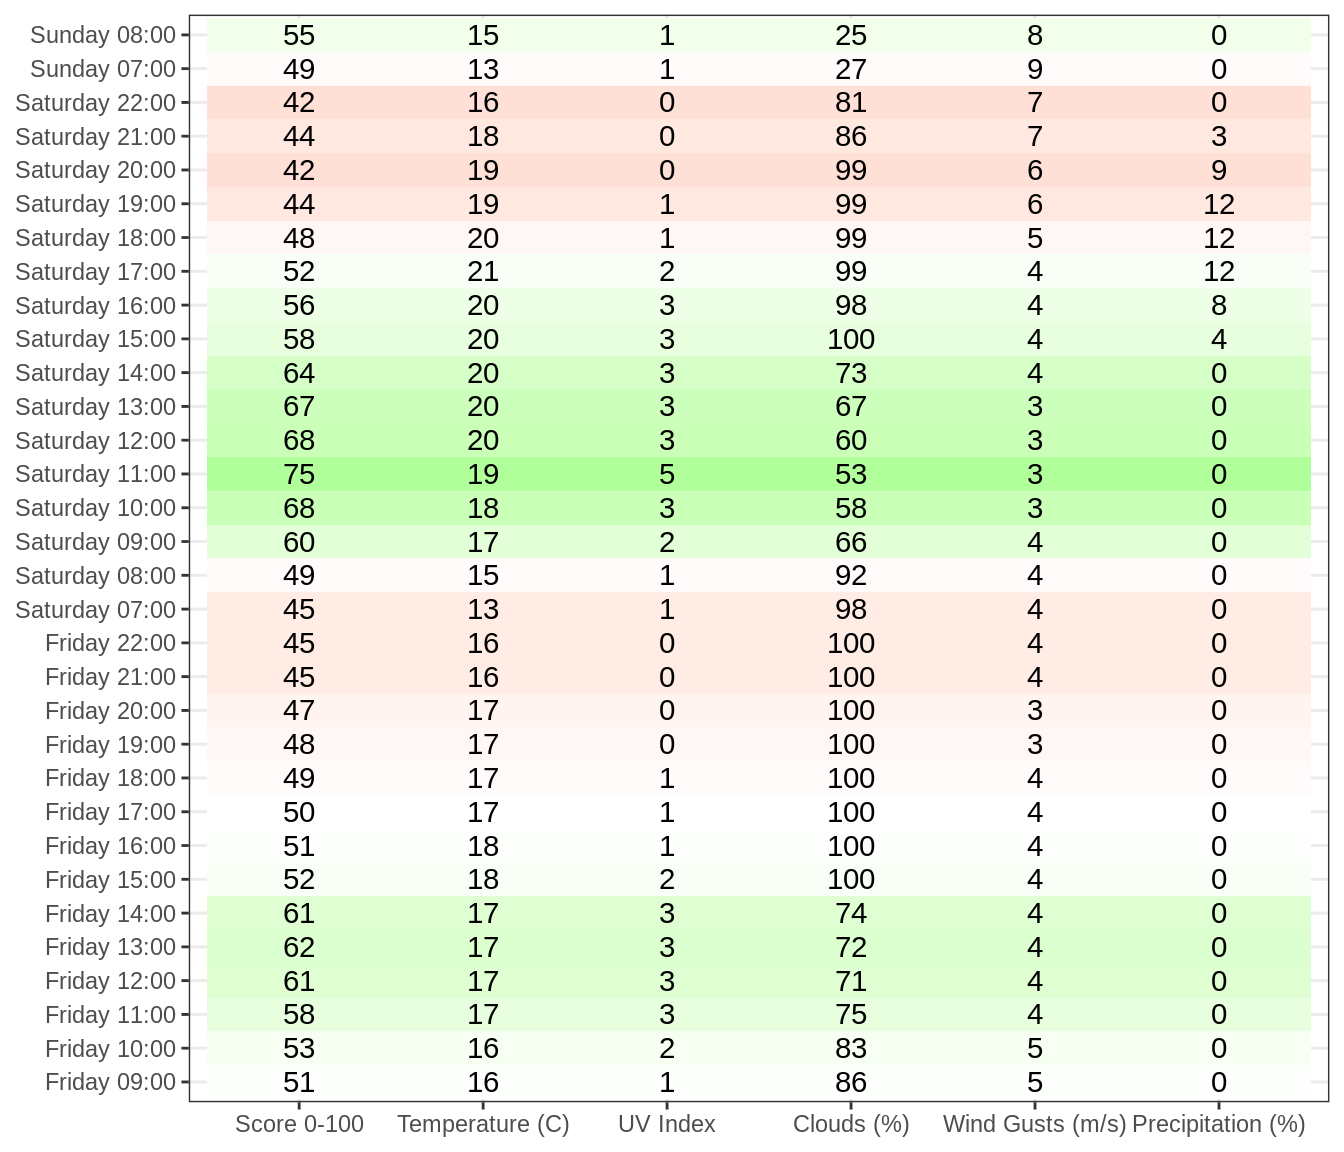 Sunday 08:00 55 15 1 25 8 0
Sunday 07:00 49 13 1 27 9 0
Saturday 22:00 42 16 0 81 7 0
Saturday 21:00 44 18 0 86 7 3
Saturday 20:00 42 19 0 99 6 9
Saturday 19:00 44 19 1 99 6 12
Saturday 18:00 48 20 1 99 5 12
Saturday 17:00 52 21 2 99 4 12
Saturday 16:00 56 20 3 98 4 8
Saturday 15:00 58 20 3 100 4 4
Saturday 14:00 64 20 3 73 4 0
Saturday 13:00 67 20 3 67 3 0
Saturday 12:00 68 20 3 60 3 0
Saturday 11:00 75 19 5 53 3 0
Saturday 10:00 68 18 3 58 3 0
Saturday 09:00 60 17 2 66 4 0
Saturday 08:00 49 15 1 92 4 0
Saturday 07:00 45 13 1 98 4 0
Friday 22:00 45 16 0 100 4 0
Friday 21:00 45 16 0 100 4 0
Friday 20:00 47 17 0 100 3 0
Friday 19:00 48 17 0 100 3 0
Friday 18:00 49 17 1 100 4 0
Friday 17:00 50 17 1 100 4 0
Friday 16:00 51 18 1 100 4 0
Friday 15:00 52 18 2 100 4 0
Friday 14:00 61 17 3 74 4 0
Friday 13:00 62 17 3 72 4 0
Friday 12:00 61 17 3 71 4 0
Friday 11:00 58 17 3 75 4 0
Friday 10:00 53 16 2 83 5 0
Friday 09:00 51 16 1 86 5 0
Score 0-100 Temperature (C) UV Index Clouds (%) Wind Gusts (m/s) Precipitation (%)